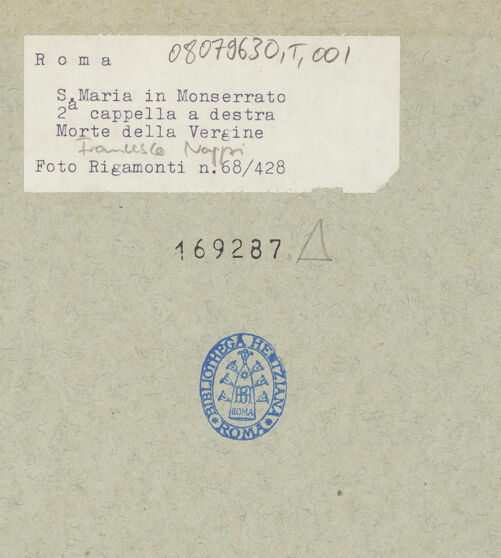 Roma 08079630,T,001
S.Maria in Monserrato
2a cappella a destra
Morte della Vergine
Francesco Nappi
Foto Rigamonti n.68/428
169287
BIBLIOTHECA HERTZIANA
ROMA
ROMA